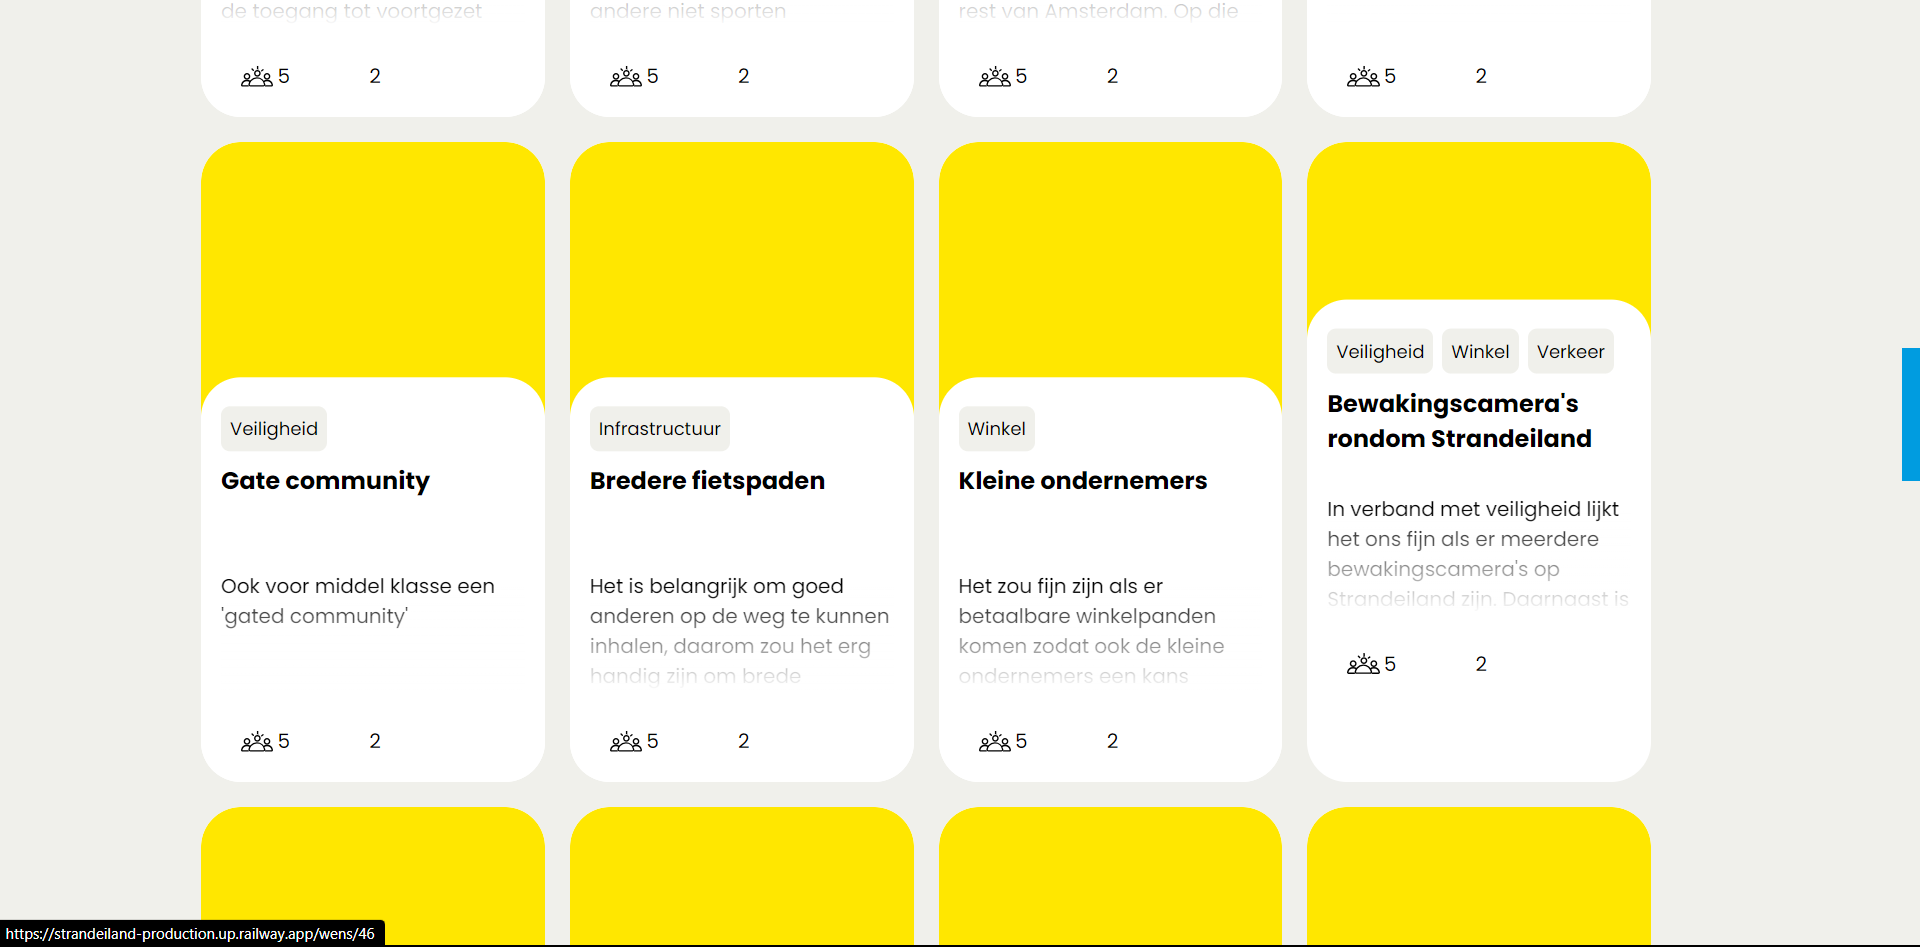 de toegang tot voortgezet
5 2
andere niet sporten
5 2
rest van Amsterdam. Op die
5 2
5 2
Veiligheid
Gate community
Ook voor middel klasse een
'gated community'
5 2
Infrastructuur
Bredere fietspaden
Het is belangrijk om goed
anderen op de weg te kunnen
inhalen, daarom zou het erg
handig zijn om brede
5 2
Winkel
Kleine ondernemers
Het zou fijn zijn als er
betaalbare winkelpanden
komen zodat ook de kleine
ondernemers een kans
5 2
Veiligheid Winkel Verkeer
Bewakingscamera's
rondom Strandeiland
In verband met veiligheid lijkt
het ons fijn als er meerdere
bewakingscamera's op
Strandeiland zijn. Daarnaast is
5 2
https://strandeiland-production.up.railway.app/wens/46